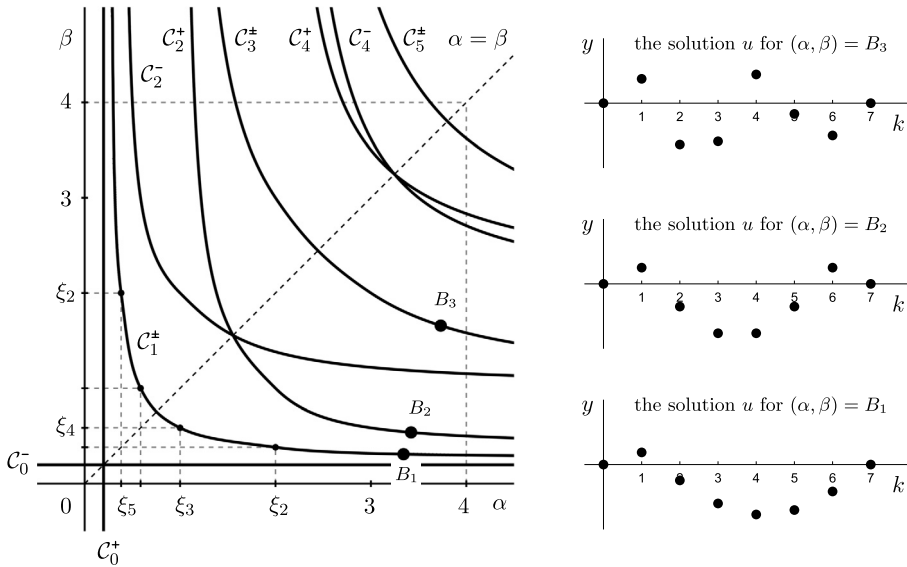 β
𝒞₂⁺ 𝒞₃± 𝒞₄⁺ 𝒞₄⁻ 𝒞₅± α = β
𝒞₂⁻
4
3
ξ₂
B₃
𝒞₁±
B₂
ξ₄
𝒞₀⁻
B₁
0 ξ₅ ξ₃ ξ₂ 3 4 α
𝒞₀⁺
y the solution u for (α, β) = B₃
1 2 3 4 5 6 7 k
y the solution u for (α, β) = B₂
1 2 3 4 5 6 7 k
y the solution u for (α, β) = B₁
1 2 3 4 5 6 7 k